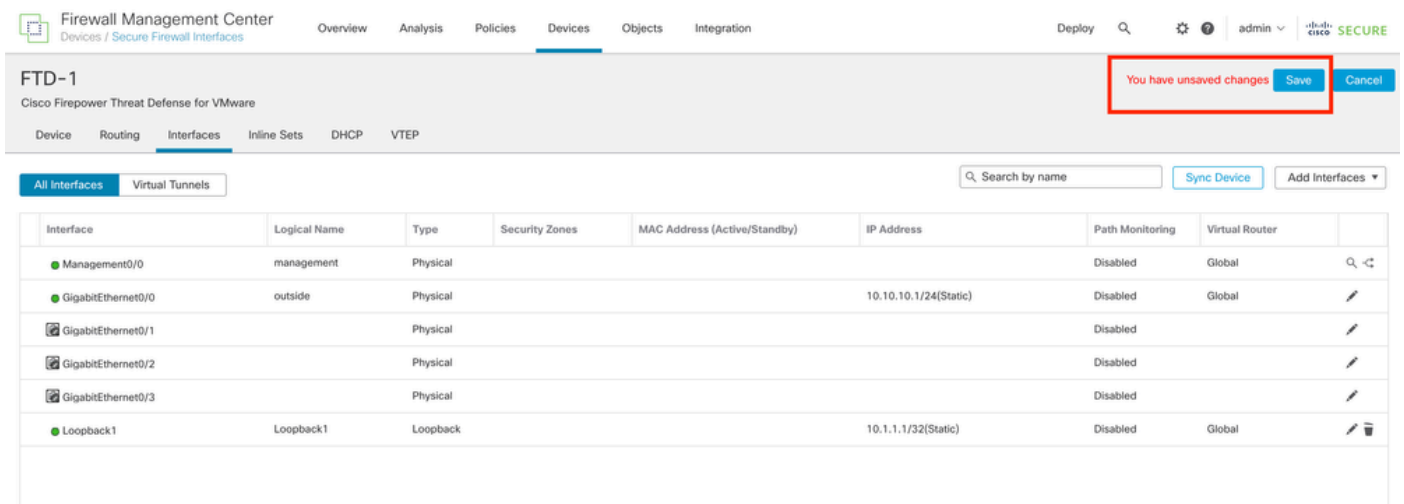 Firewall Management Center
Devices / Secure Firewall Interfaces
Overview Analysis Policies Devices Objects Integration Deploy admin cisco SECURE
FTD-1
You have unsaved changes Save Cancel
Cisco Firepower Threat Defense for VMware
Device Routing Interfaces Inline Sets DHCP VTEP
All Interfaces Virtual Tunnels Search by name Sync Device Add Interfaces
Interface Logical Name Type Security Zones MAC Address (Active/Standby) IP Address Path Monitoring Virtual Router
Management0/0 management Physical Disabled Global
GigabitEthernet0/0 outside Physical 10.10.10.1/24(Static) Disabled Global
GigabitEthernet0/1 Physical Disabled
GigabitEthernet0/2 Physical Disabled
GigabitEthernet0/3 Physical Disabled
Loopback1 Loopback1 Loopback 10.1.1.1/32(Static) Disabled Global